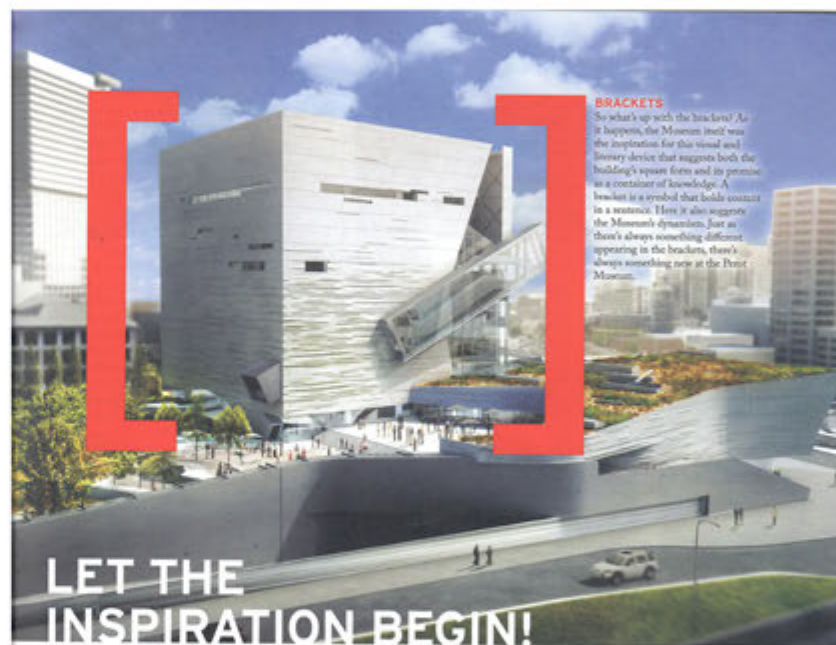 BRACKETS
So what's up with the brackets? As
it happens, the Museum itself was
the inspiration for this visual and
literary device that suggests both the
building's square form and its promise
as a container of knowledge. A
bracket is a symbol that holds content
in a sentence. Here it also suggests
the Museum's dynamism. Just as
there's always something different
appearing in the brackets, there's
always something new at the Perot
Museum.
LET THE
INSPIRATION BEGIN!